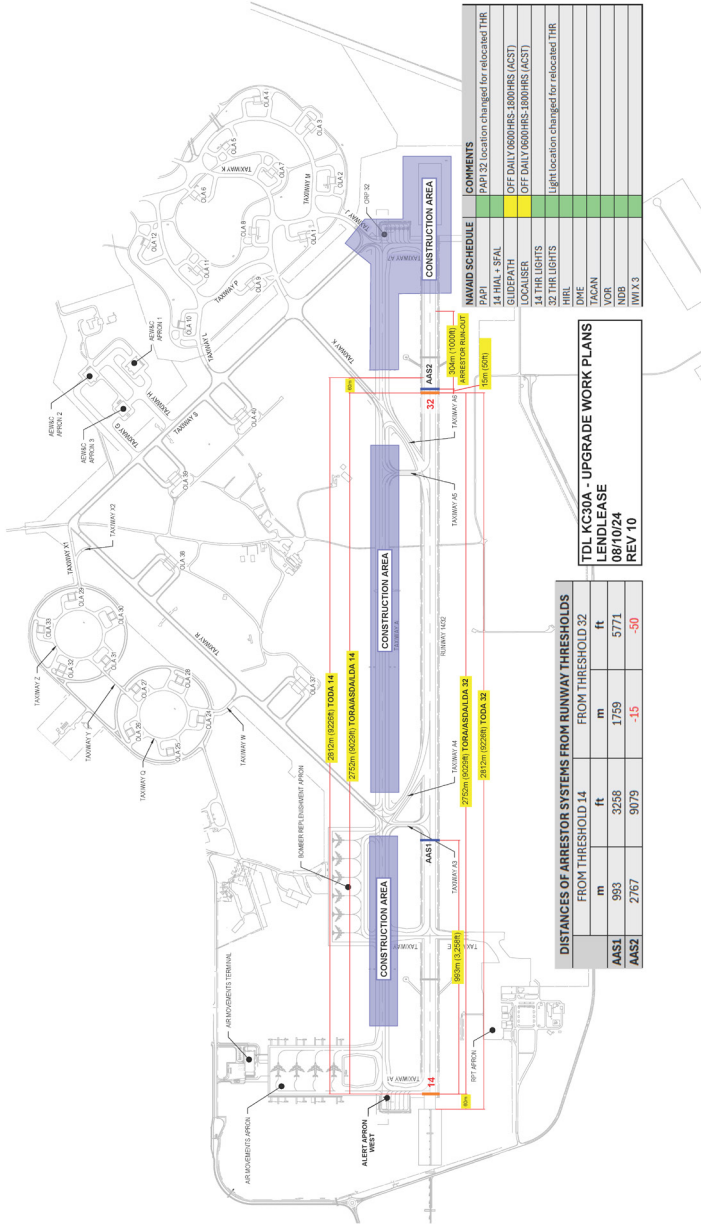 AIR MOVEMENTS TERMINAL
AIR MOVEMENTS APRON
ALERT APRON
WEST
TAXIWAY A1
14
60m
RPT APRON
CONSTRUCTION AREA
BOMBER REPLENISHMENT APRON
TAXIWAY E
993m (3,258ft)
AAS1
TAXIWAY A3
TAXIWAY A4
2812m (9226ft) TODA 14
2752m (9029ft) TORA/ASDA/LDA 14
2752m (9029ft) TORA/ASDA/LDA 32
2812m (9226ft) TODA 32
CONSTRUCTION AREA
TAXIWAY A
RUNWAY 14/32
TAXIWAY A5
TAXIWAY A6
60m
32
AAS2
304m (1000ft)
ARRESTOR RUN-OUT
15m (50ft)
CONSTRUCTION AREA
TAXIWAY A7
ORP 32
TAXIWAY J
TAXIWAY K
TAXIWAY Z
TAXIWAY Y
TAXIWAY Q
TAXIWAY W
TAXIWAY R
TAXIWAY X1
TAXIWAY X2
OLA 33
OLA 32
OLA 31
OLA 30
OLA 29
OLA 28
OLA 27
OLA 26
OLA 25
OLA 24
OLA 37
OLA 38
OLA 39
OLA 40
AEW&C
APRON 2
AEW&C
APRON 3
AEW&C
APRON 1
TAXIWAY G
TAXIWAY H
TAXIWAY S
TAXIWAY L
TAXIWAY P
TAXIWAY K
TAXIWAY M
OLA 10
OLA 9
OLA 11
OLA 12
OLA 8
OLA 6
OLA 5
OLA 7
OLA 4
OLA 3
OLA 2
OLA 1
DISTANCES OF ARRESTOR SYSTEMS FROM RUNWAY THRESHOLDS
FROM THRESHOLD 14 FROM THRESHOLD 32
m ft m ft
AAS1 993 3258 1759 5771
AAS2 2767 9079 -15 -50
TDL KC30A - UPGRADE WORK PLANS
LENDLEASE
08/10/24
REV 10
NAVAID SCHEDULE COMMENTS
PAPI PAPI 32 location changed for relocated THR
14 HIAL + SFAL
GLIDEPATH OFF DAILY 0600HRS-1800HRS (ACST)
LOCALISER OFF DAILY 0600HRS-1800HRS (ACST)
14 THR LIGHTS
32 THR LIGHTS Light location changed for relocated THR
HIRL
DME
TACAN
VOR
NDB
IWI X 3